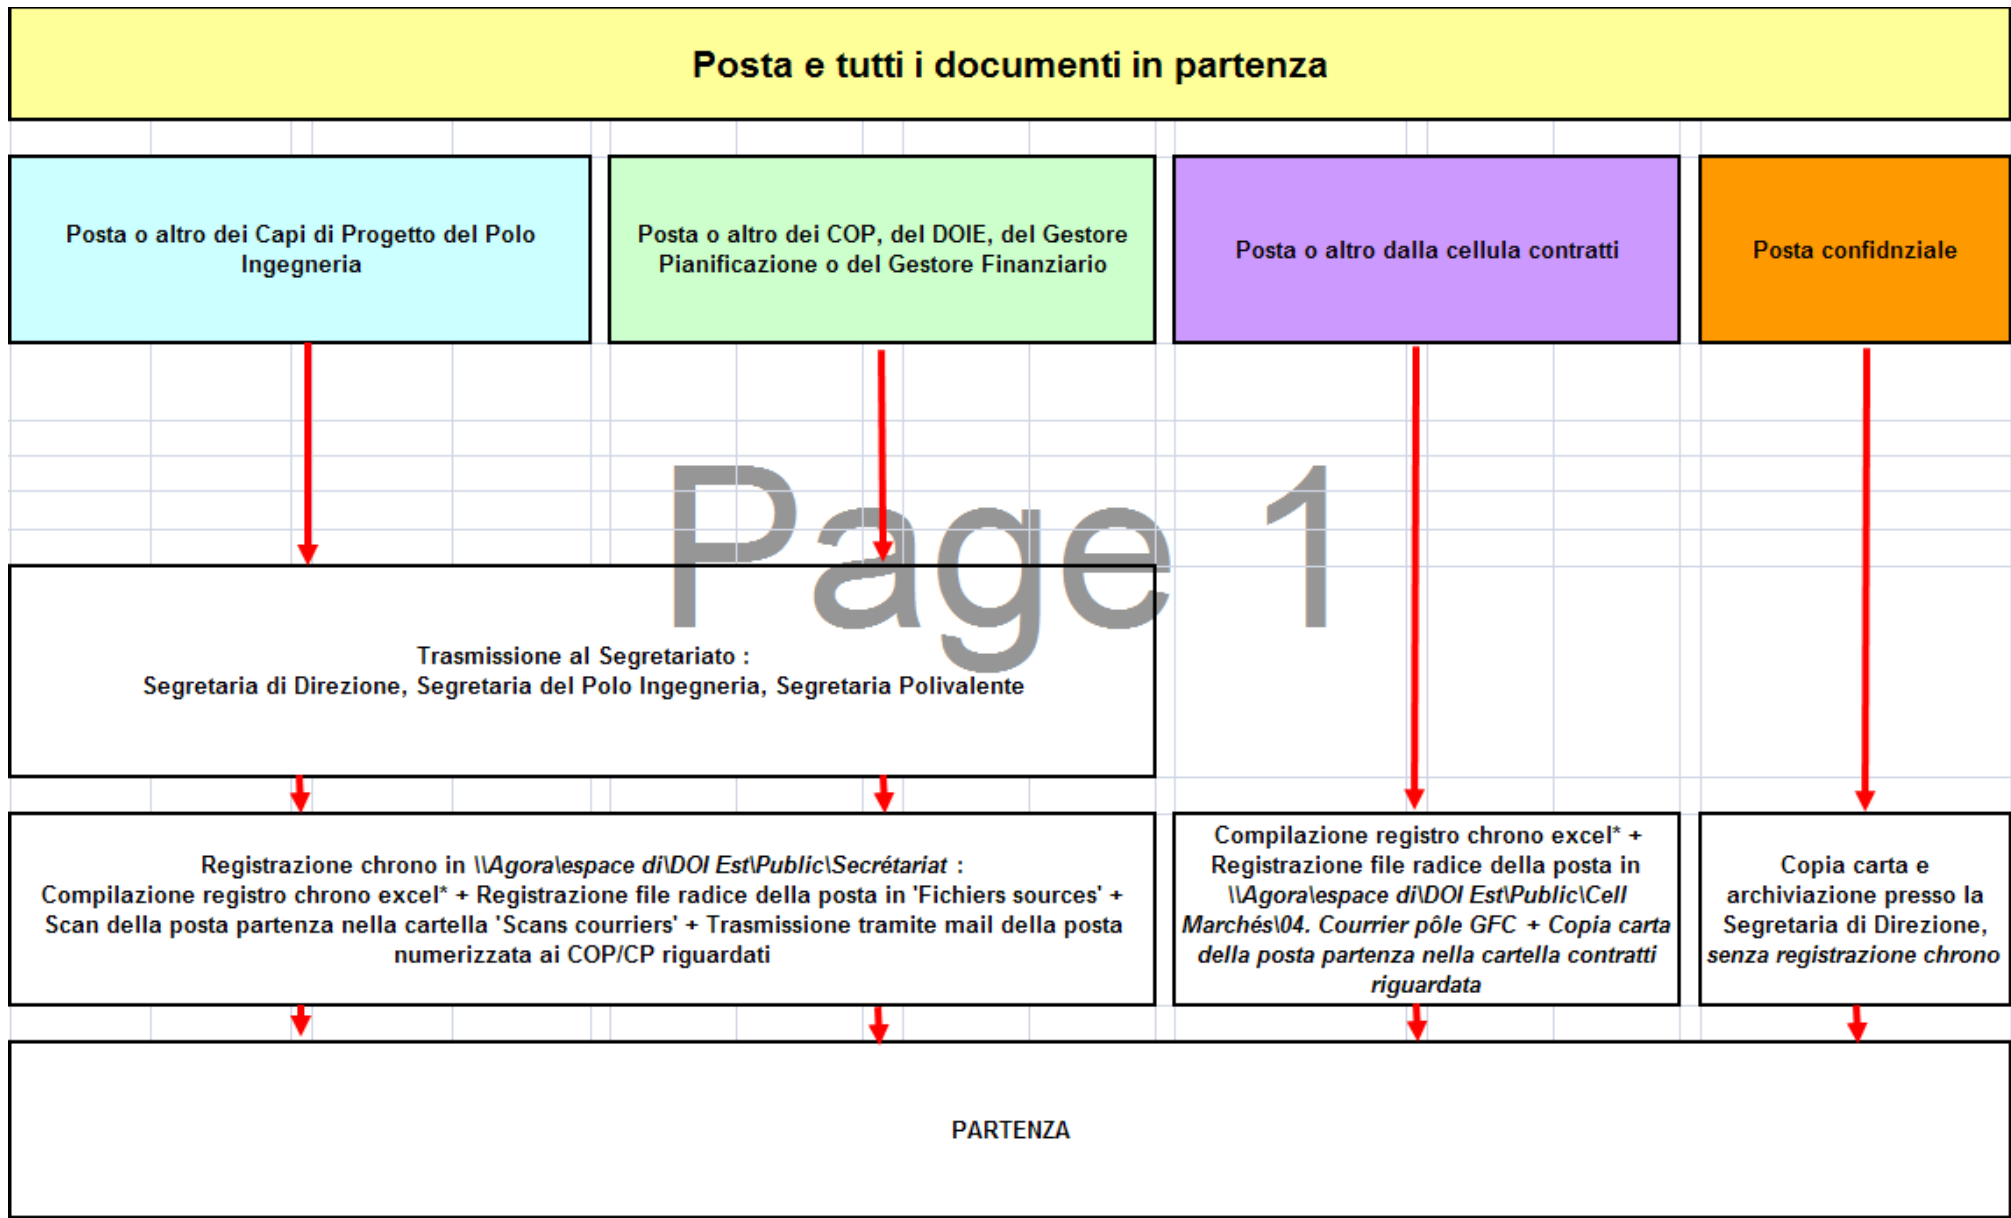 Posta e tutti i documenti in partenza
Posta o altro dei Capi di Progetto del Polo
Ingegneria
Posta o altro dei COP, del DOIE, del Gestore
Pianificazione o del Gestore Finanziario
Posta o altro dalla cellula contratti
Posta confidnziale
Page 1
Trasmissione al Segretariato :
Segretaria di Direzione, Segretaria del Polo Ingegneria, Segretaria Polivalente
Registrazione chrono in \\Agora\espace di\DOI Est\Public\Secrétariat :
Compilazione registro chrono excel* + Registrazione file radice della posta in 'Fichiers sources' +
Scan della posta partenza nella cartella 'Scans courriers' + Trasmissione tramite mail della posta
numerizzata ai COP/CP riguardati
Compilazione registro chrono excel* +
Registrazione file radice della posta in
\\Agora\espace di\DOI Est\Public\Cell
Marchés\04. Courrier pôle GFC + Copia carta
della posta partenza nella cartella contratti
riguardata
Copia carta e
archiviazione presso la
Segretaria di Direzione,
senza registrazione chrono
PARTENZA